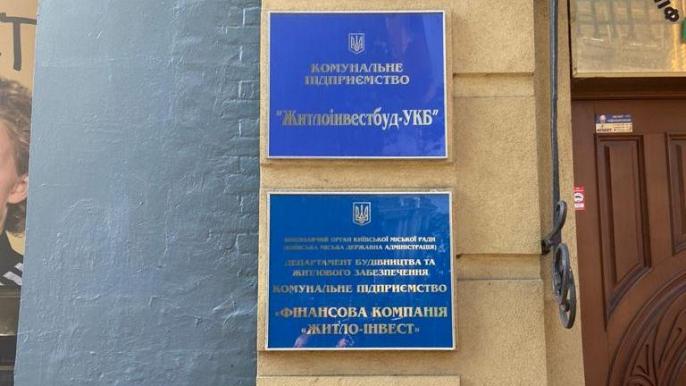 КОМУНАЛЬНЕ
ПІДПРИЄМСТВО
"Житлоінвестбуд-УКБ"
ВИКОНАВЧИЙ ОРГАН КИЇВСЬКОЇ МІСЬКОЇ РАДИ
(КИЇВСЬКА МІСЬКА ДЕРЖАВНА АДМІНІСТРАЦІЯ)
ДЕПАРТАМЕНТ БУДІВНИЦТВА ТА
ЖИТЛОВОГО ЗАБЕЗПЕЧЕННЯ
КОМУНАЛЬНЕ ПІДПРИЄМСТВО
«ФІНАНСОВА КОМПАНІЯ
«ЖИТЛО-ІНВЕСТ»